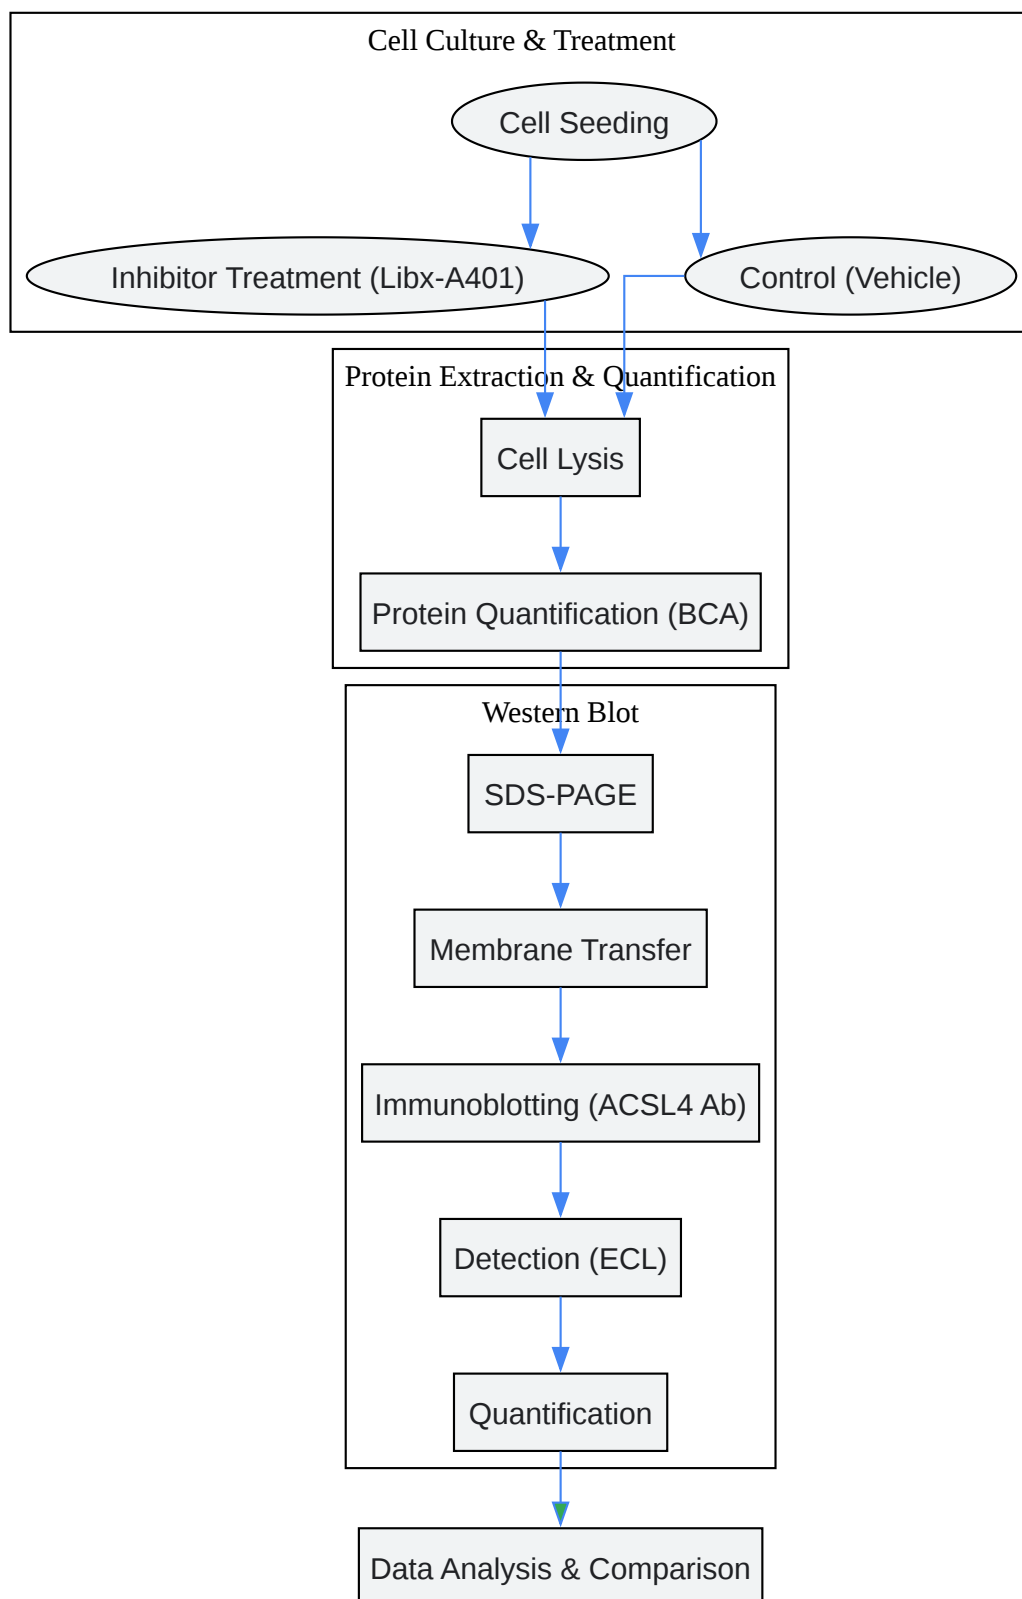 Cell Culture & Treatment
Cell Seeding
Inhibitor Treatment (Libx-A401)
Control (Vehicle)
Protein Extraction & Quantification
Cell Lysis
Protein Quantification (BCA)
Western Blot
SDS-PAGE
Membrane Transfer
Immunoblotting (ACSL4 Ab)
Detection (ECL)
Quantification
Data Analysis & Comparison